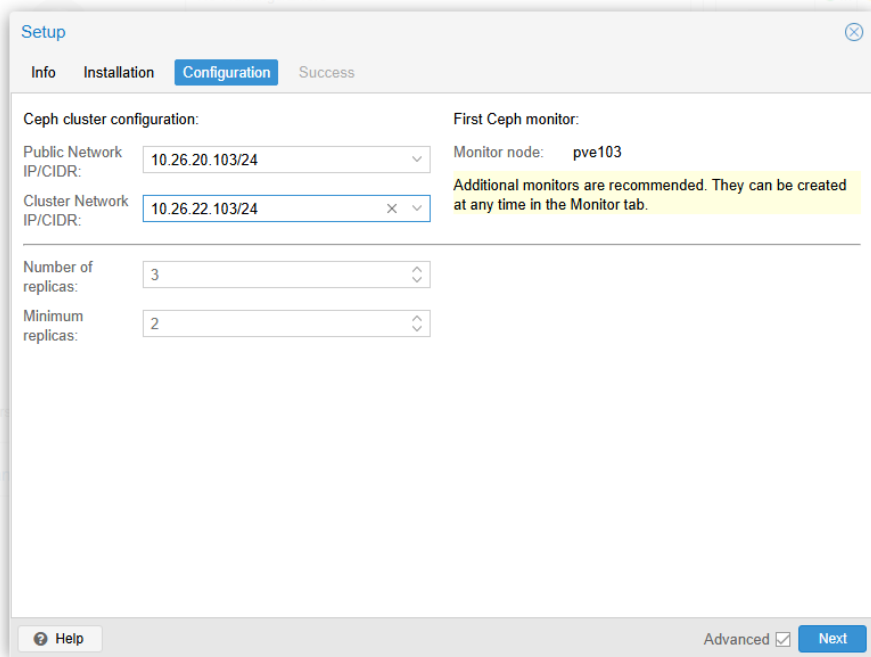 Setup
Info Installation Configuration Success
Ceph cluster configuration:
Public Network
IP/CIDR:
10.26.20.103/24
Cluster Network
IP/CIDR:
10.26.22.103/24
First Ceph monitor:
Monitor node: pve103
Additional monitors are recommended. They can be created
at any time in the Monitor tab.
Number of
replicas:
3
Minimum
replicas:
2
Help
Advanced
Next